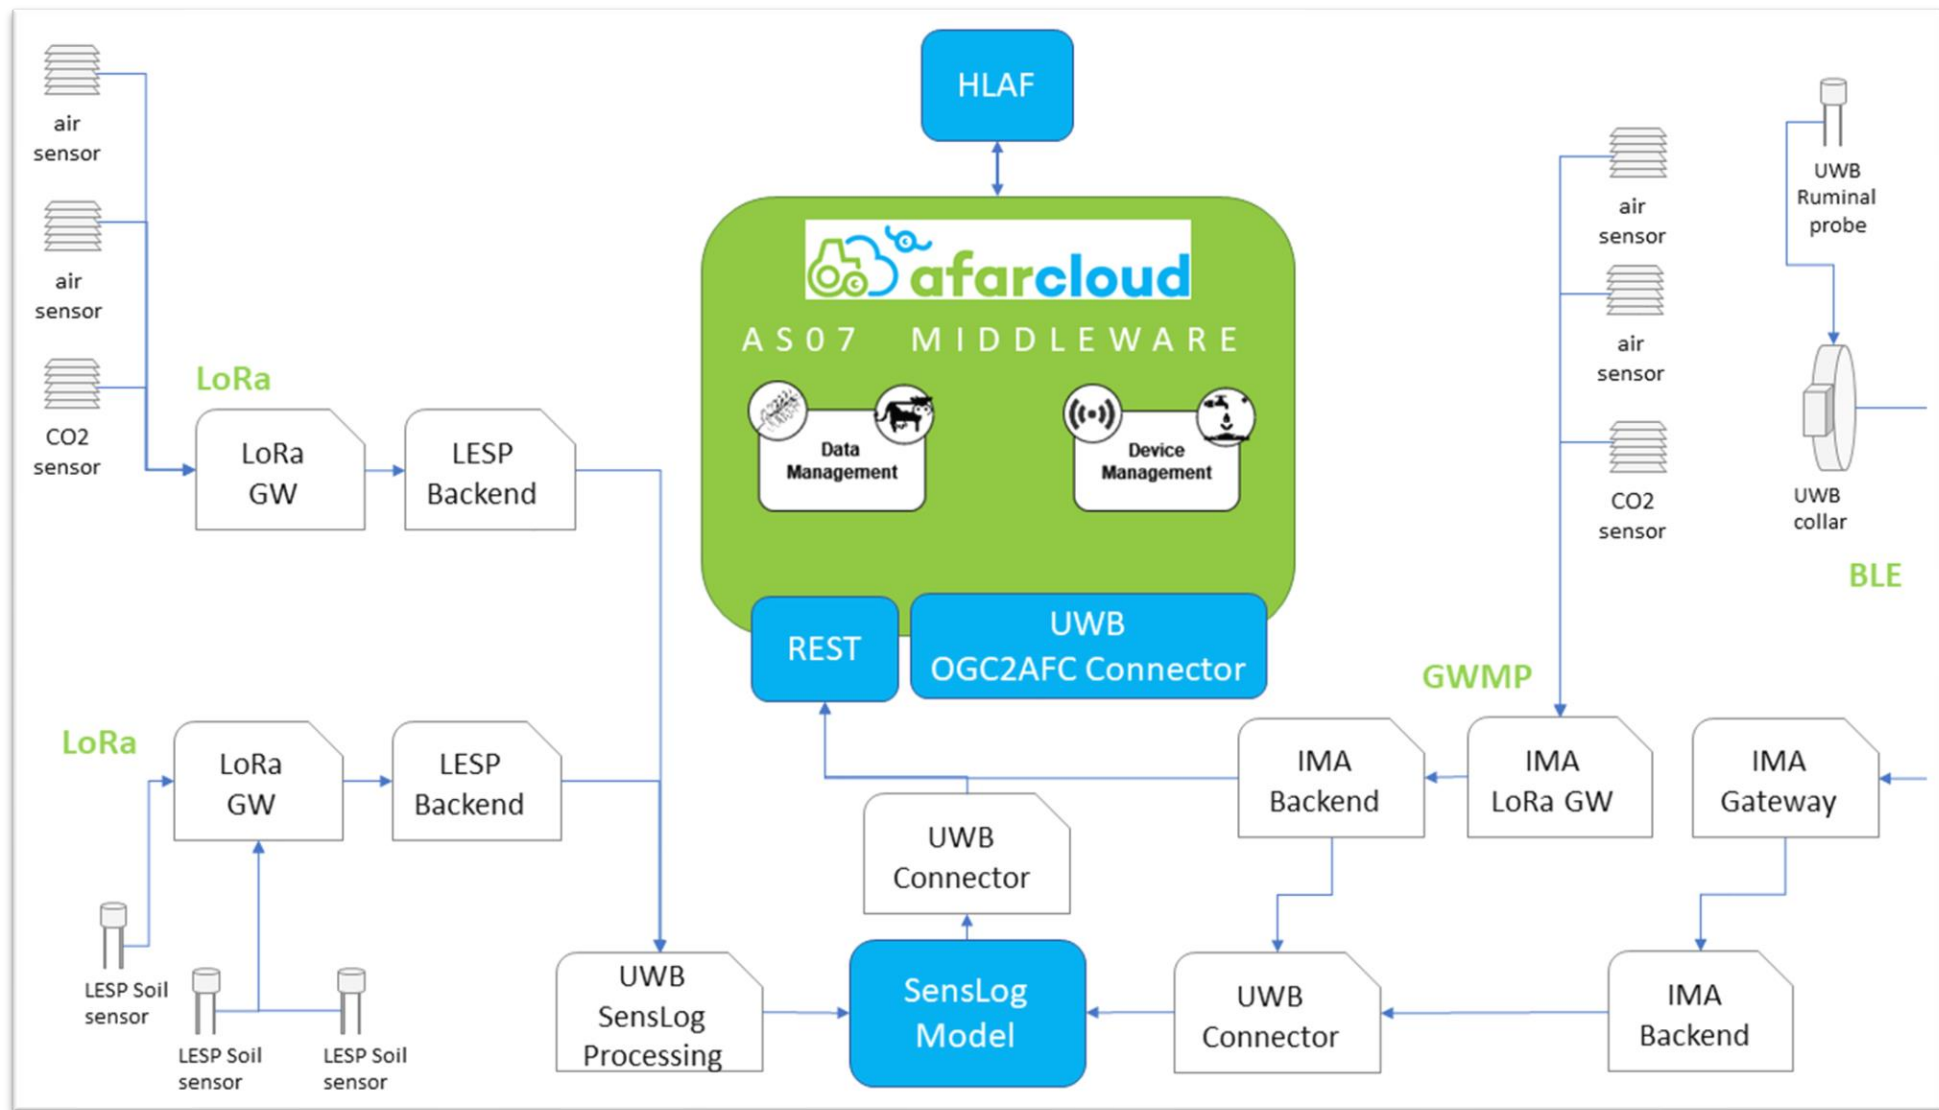 HLAF
air
sensor
air
sensor
CO2
sensor
LoRa
LoRa
GW
LESP
Backend
afarcloud
AS07 MIDDLEWARE
Data
Management
Device
Management
REST
UWB
OGC2AFC Connector
air
sensor
air
sensor
CO2
sensor
UWB
Ruminal
probe
UWB
collar
BLE
GWMP
LoRa
LoRa
GW
LESP
Backend
LESP Soil
sensor
LESP Soil
sensor
LESP Soil
sensor
UWB
Connector
IMA
Backend
IMA
LoRa GW
IMA
Gateway
UWB
SensLog
Processing
SensLog
Model
UWB
Connector
IMA
Backend